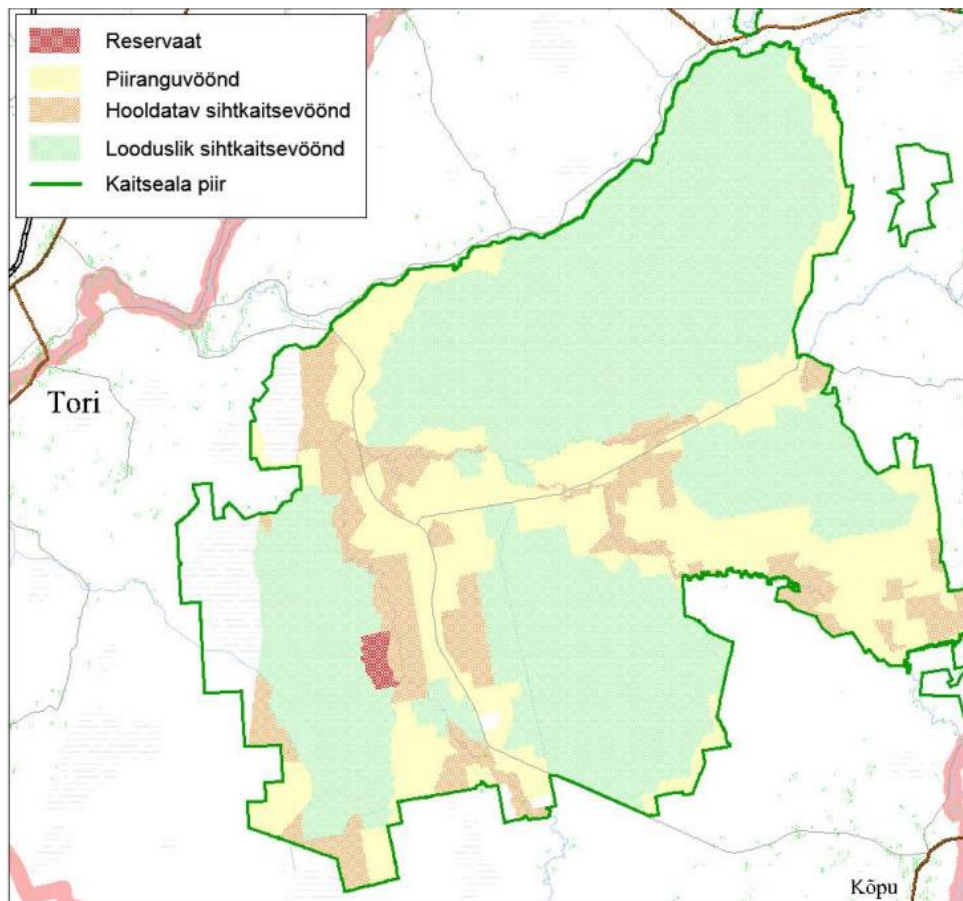 Reservaat
Piiranguvöönd
Hooldatav sihtkaitsevöönd
Looduslik sihtkaitsevöönd
Kaitseala piir
Tori
Kõpu